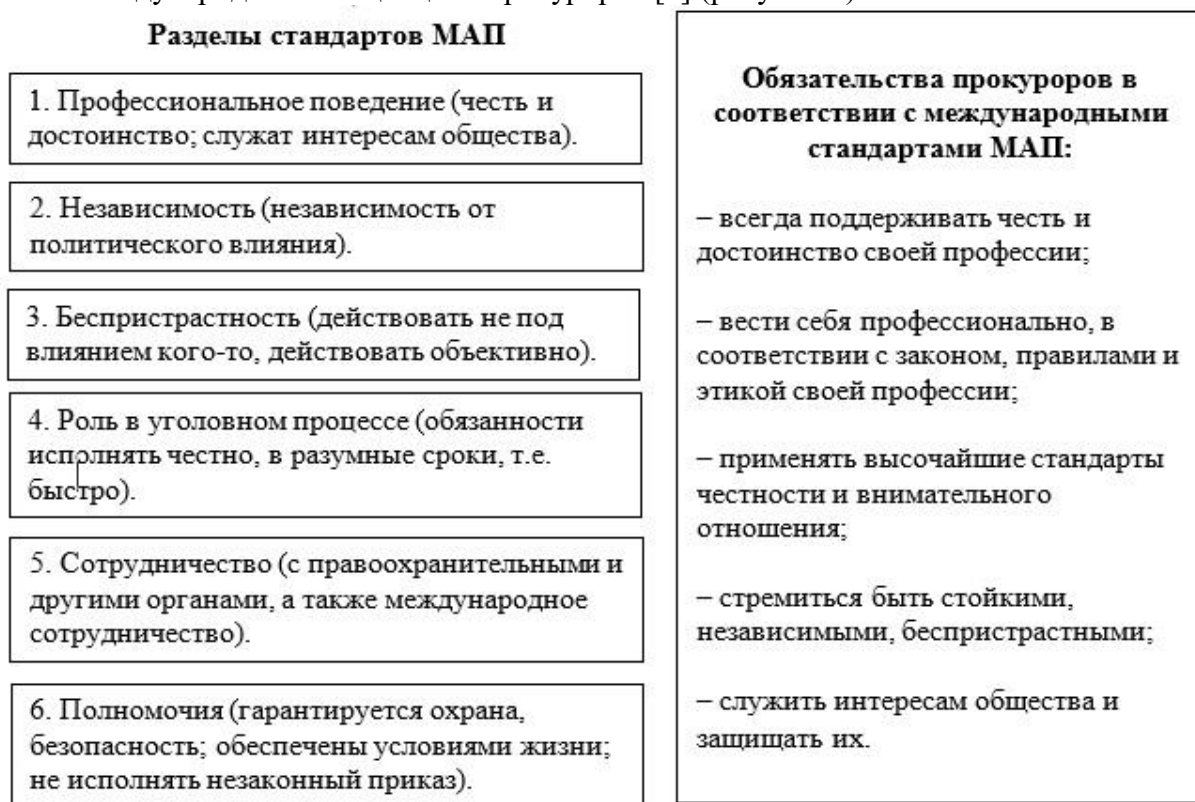 Разделы стандартов МАП
1. Профессиональное поведение (честь и
достоинство; служат интересам общества).
2. Независимость (независимость от
политического влияния).
3. Беспристрастность (действовать не под
влиянием кого-то, действовать объективно).
4. Роль в уголовном процессе (обязанности
исполнять честно, в разумные сроки, т.е.
быстро).
5. Сотрудничество (с правоохранительными и
другими органами, а также международное
сотрудничество).
6. Полномочия (гарантируется охрана,
безопасность; обеспечены условиями жизни;
не исполнять незаконный приказ).
Обязательства прокуроров в
соответствии с международными
стандартами МАП:
– всегда поддерживать честь и
достоинство своей профессии;
– вести себя профессионально, в
соответствии с законом, правилами и
этикой своей профессии;
– применять высочайшие стандарты
честности и внимательного
отношения;
– стремиться быть стойкими,
независимыми, беспристрастными;
– служить интересам общества и
защищать их.